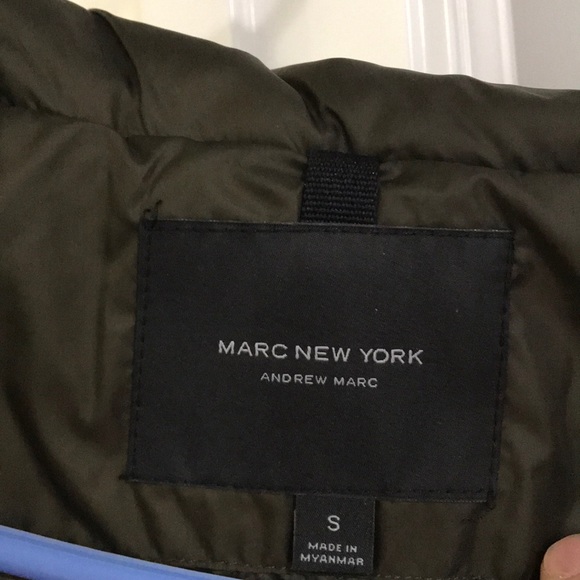 MARC NEW YORK
ANDREW MARC
S
MADE IN
MYANMAR